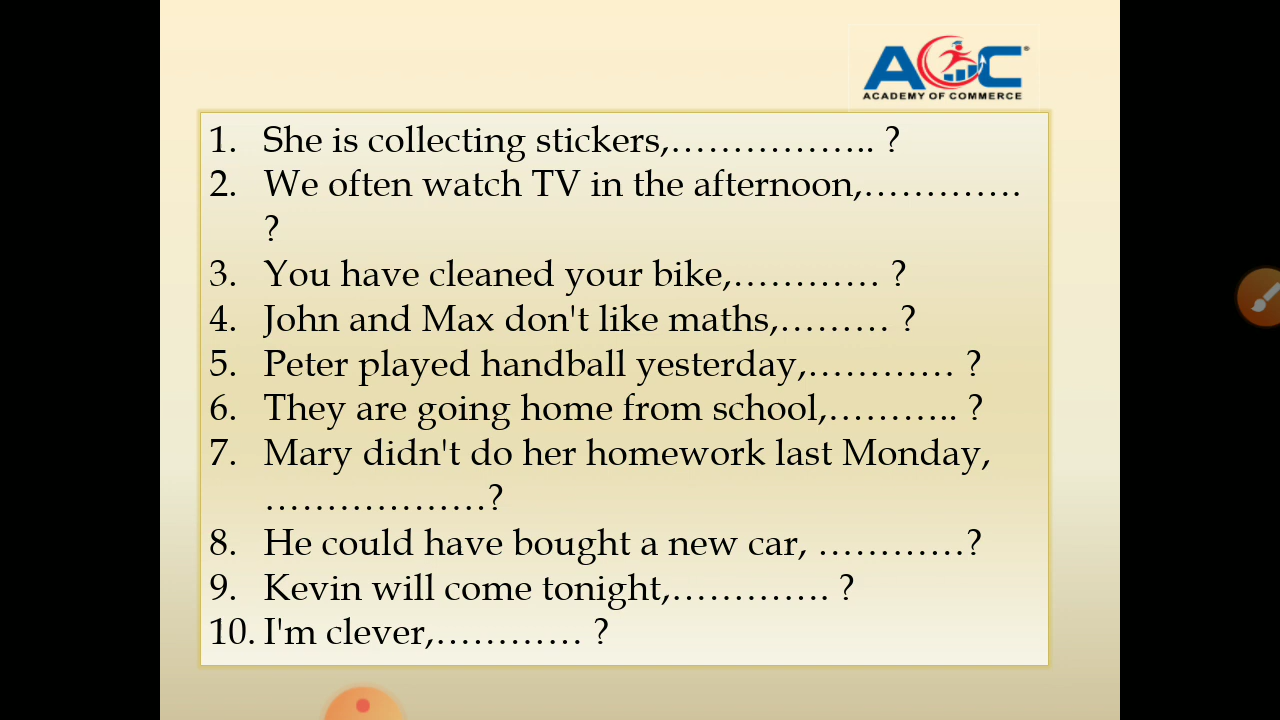 AOC®
ACADEMY OF COMMERCE
1. She is collecting stickers,…………….. ?
2. We often watch TV in the afternoon,………….
?
3. You have cleaned your bike,………… ?
4. John and Max don't like maths,……… ?
5. Peter played handball yesterday,………… ?
6. They are going home from school,……….. ?
7. Mary didn't do her homework last Monday,
………………?
8. He could have bought a new car, …………?
9. Kevin will come tonight,…………. ?
10. I'm clever,………… ?